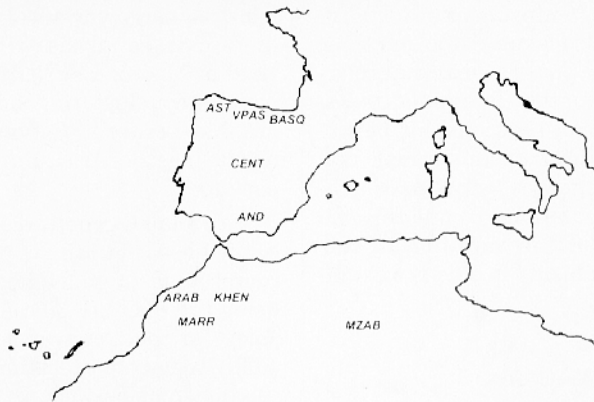 AST
VPAS
BASQ
CENT
AND
ARAB KHEN
MARR
MZAB